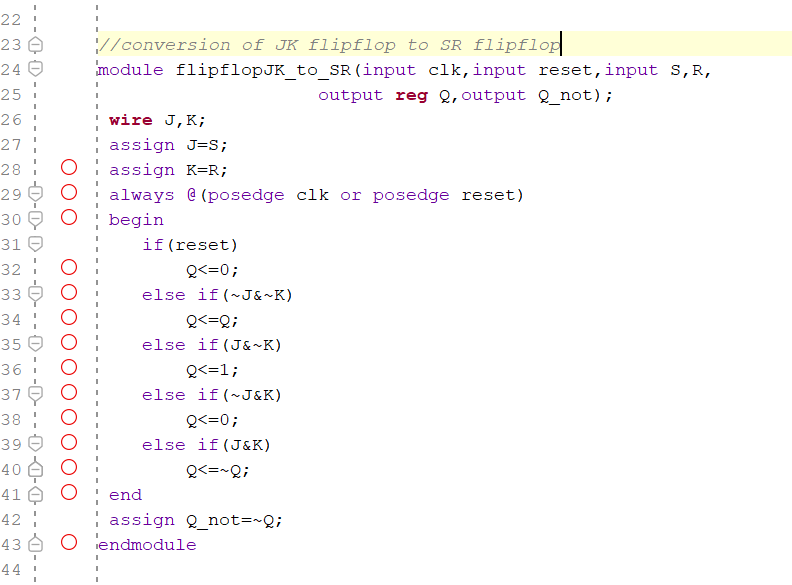 22
23 //conversion of JK flipflop to SR flipflop
24 module flipflopJK_to_SR(input clk,input reset,input S,R,
25 output reg Q,output Q_not);
26 wire J,K;
27 assign J=S;
28 assign K=R;
29 always @(posedge clk or posedge reset)
30 begin
31 if(reset)
32 Q<=0;
33 else if(~J&~K)
34 Q<=Q;
35 else if(J&~K)
36 Q<=1;
37 else if(~J&K)
38 Q<=0;
39 else if(J&K)
40 Q<=~Q;
41 end
42 assign Q_not=~Q;
43 endmodule
44